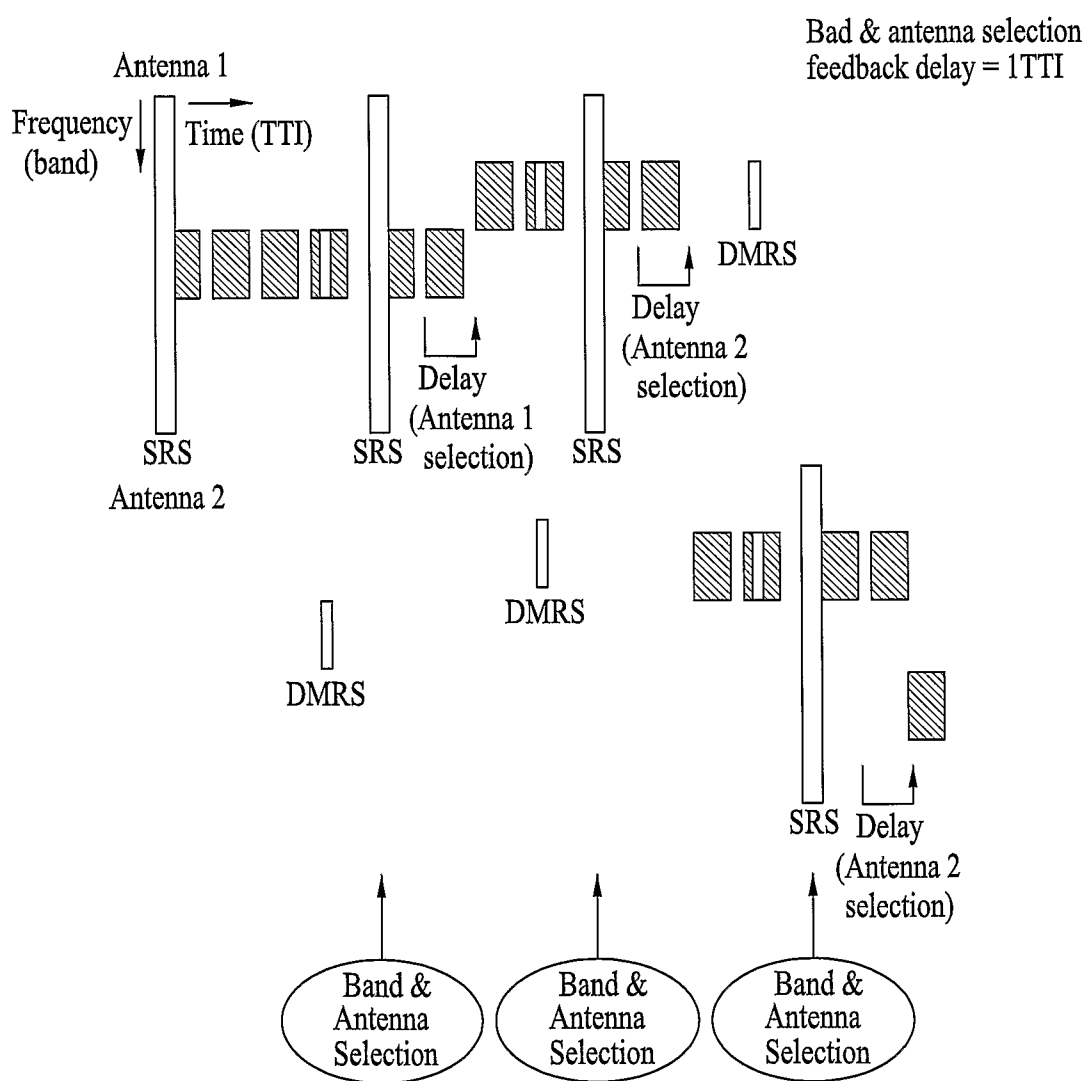 Bad & antenna selection
feedback delay = 1TTI
Antenna 1
Frequency
(band)
Time (TTI)
DMRS
Delay
(Antenna 2
selection)
Delay
(Antenna 1
selection)
SRS
SRS
SRS
Antenna 2
DMRS
DMRS
SRS
Delay
(Antenna 2
selection)
Band &
Antenna
Selection
Band &
Antenna
Selection
Band &
Antenna
Selection